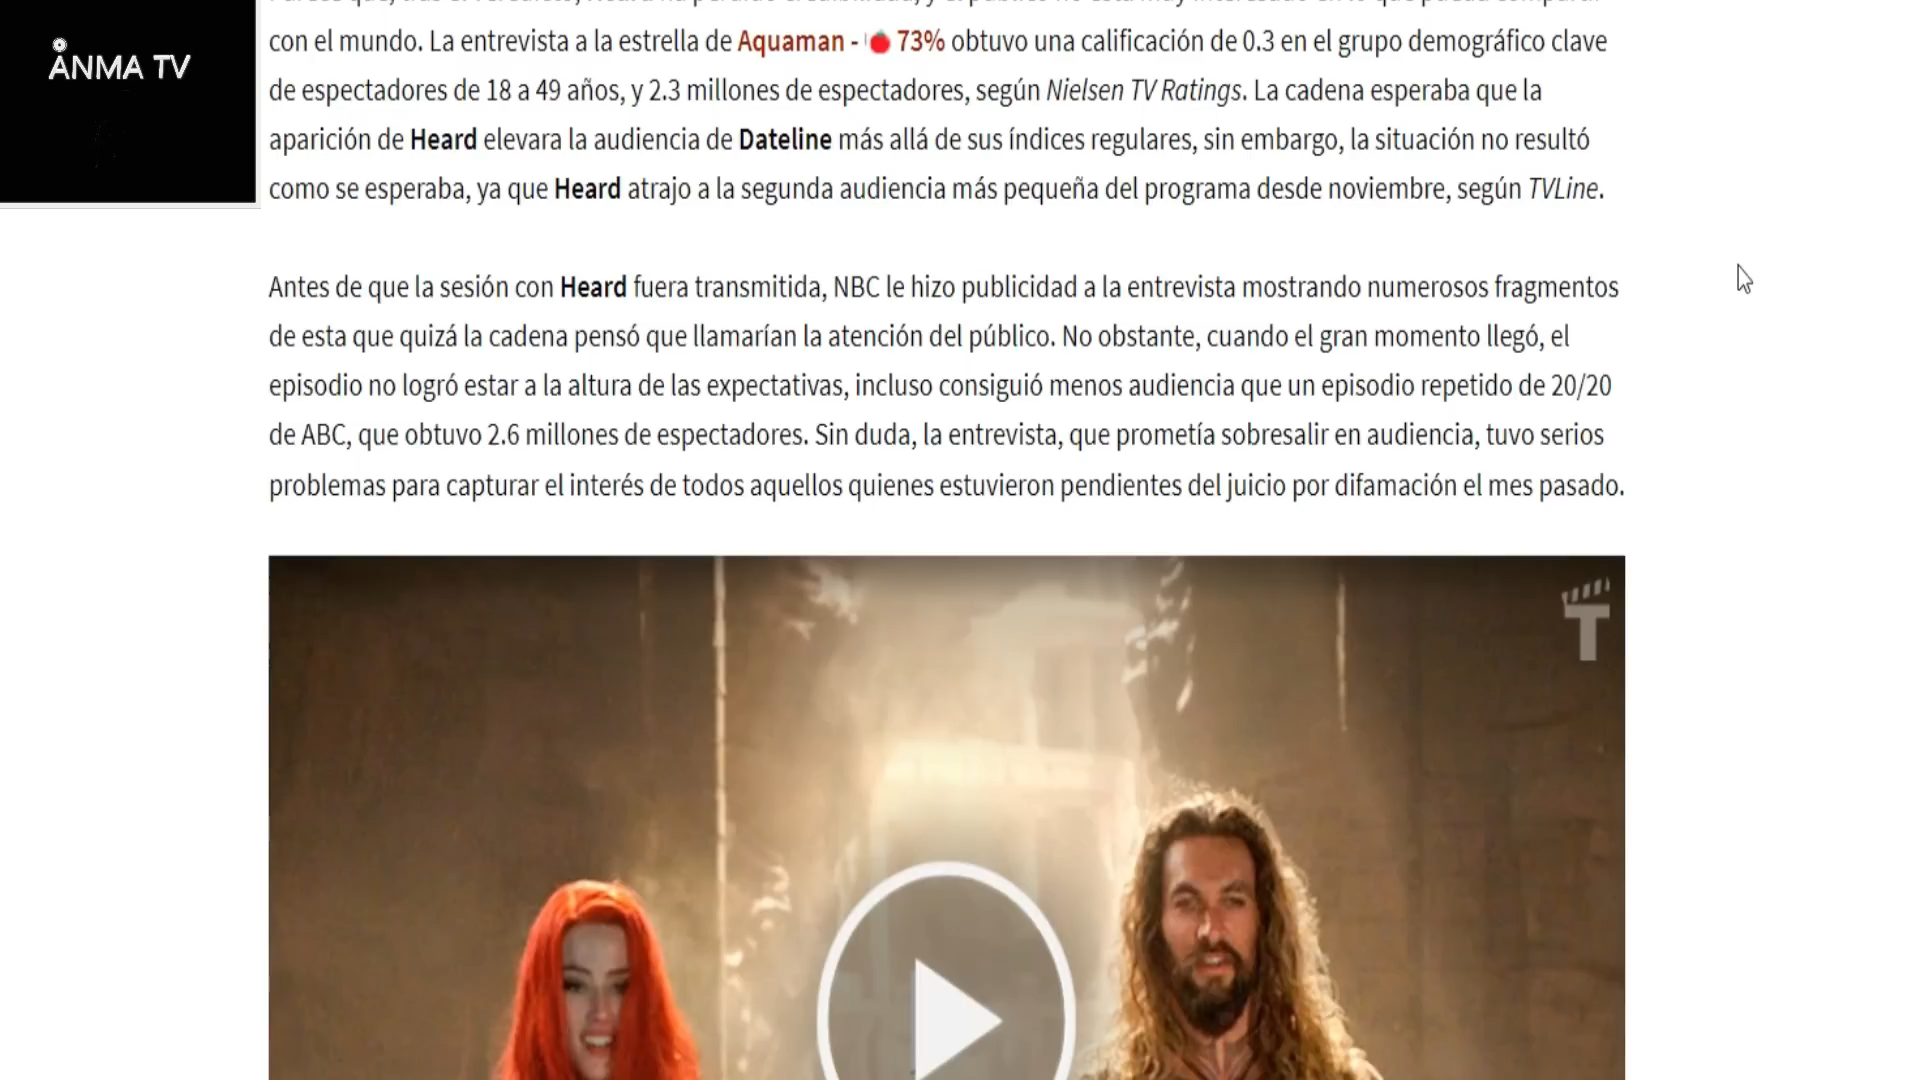 ANMA TV
con el mundo. La entrevista a la estrella de Aquaman - 73% obtuvo una calificación de 0.3 en el grupo demográfico clave
de espectadores de 18 a 49 años, y 2.3 millones de espectadores, según Nielsen TV Ratings. La cadena esperaba que la
aparición de Heard elevara la audiencia de Dateline más allá de sus índices regulares, sin embargo, la situación no resultó
como se esperaba, ya que Heard atrajo a la segunda audiencia más pequeña del programa desde noviembre, según TVLine.
Antes de que la sesión con Heard fuera transmitida, NBC le hizo publicidad a la entrevista mostrando numerosos fragmentos
de esta que quizá la cadena pensó que llamarían la atención del público. No obstante, cuando el gran momento llegó, el
episodio no logró estar a la altura de las expectativas, incluso consiguió menos audiencia que un episodio repetido de 20/20
de ABC, que obtuvo 2.6 millones de espectadores. Sin duda, la entrevista, que prometía sobresalir en audiencia, tuvo serios
problemas para capturar el interés de todos aquellos quienes estuvieron pendientes del juicio por difamación el mes pasado.
T